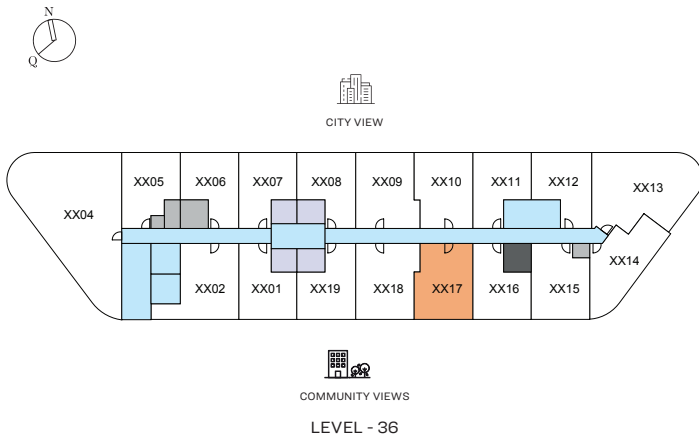 N
Q
CITY VIEW
XX05 XX06 XX07 XX08 XX09 XX10 XX11 XX12 XX13
XX04
XX14
XX02 XX01 XX19 XX18 XX17 XX16 XX15
COMMUNITY VIEWS
LEVEL - 36